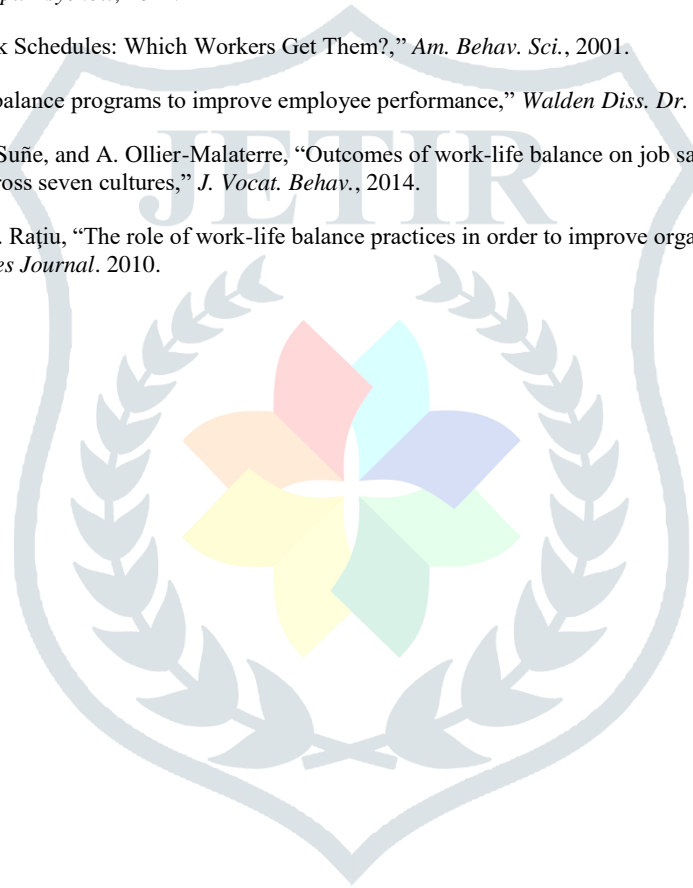 k Schedules: Which Workers Get Them?,” Am. Behav. Sci., 2001.
balance programs to improve employee performance,” Walden Diss. Dr.
Suñe, and A. Ollier-Malaterre, “Outcomes of work-life balance on job sa
ross seven cultures,” J. Vocat. Behav., 2014.
. Raţiu, “The role of work-life balance practices in order to improve orga
es Journal. 2010.
JETIR